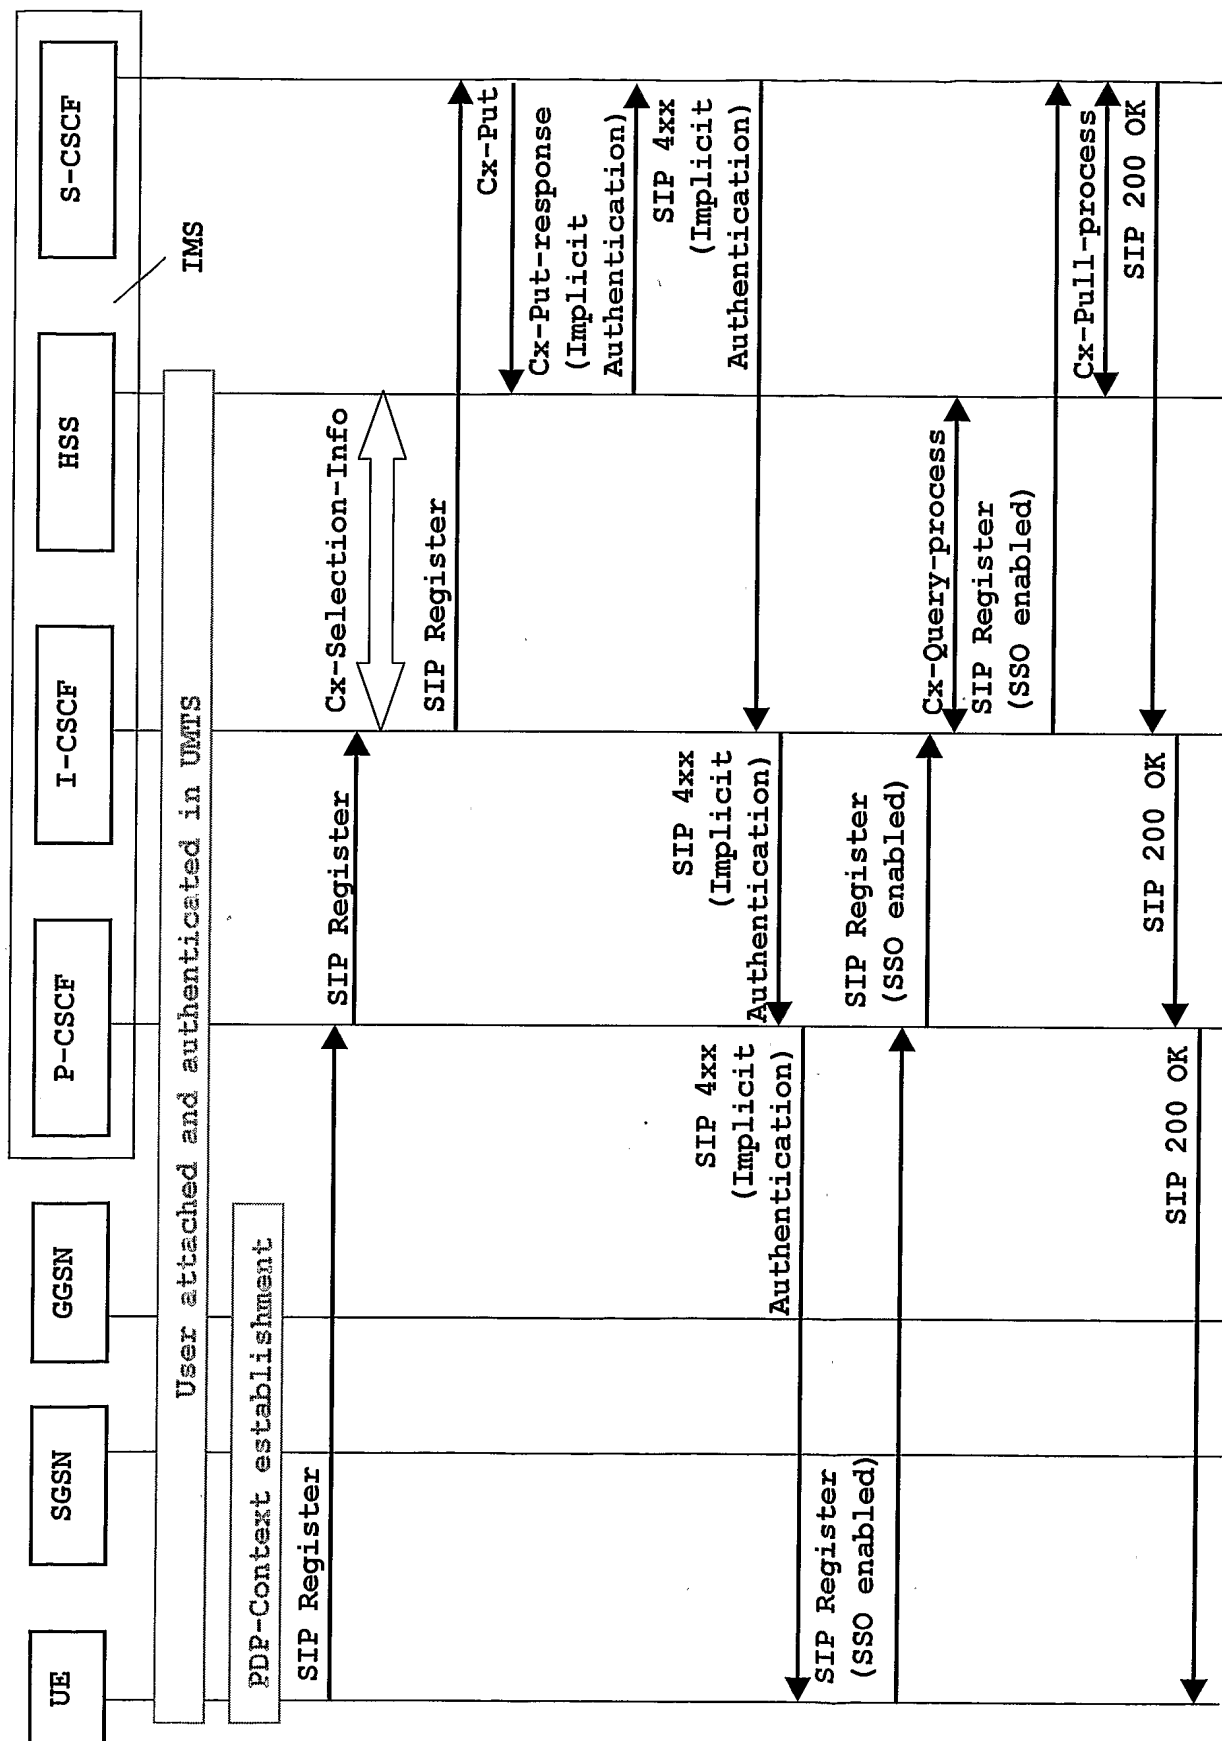 UE
SGSN
GGSN
P-CSCF
I-CSCF
HSS
S-CSCF
IMS
User attached and authenticated in UMTS
PDP-Context establishment
SIP Register
SIP Register
Cx-Selection-Info
SIP Register
Cx-Put
Cx-Put-response
(Implicit
Authentication)
SIP 4xx
(Implicit
Authentication)
SIP 4xx
(Implicit
Authentication)
SIP 4xx
(Implicit
Authentication)
SIP Register
(SSO enabled)
SIP Register
(SSO enabled)
Cx-Query-process
SIP Register
(SSO enabled)
Cx-Pull-process
SIP 200 OK
SIP 200 OK
SIP 200 OK